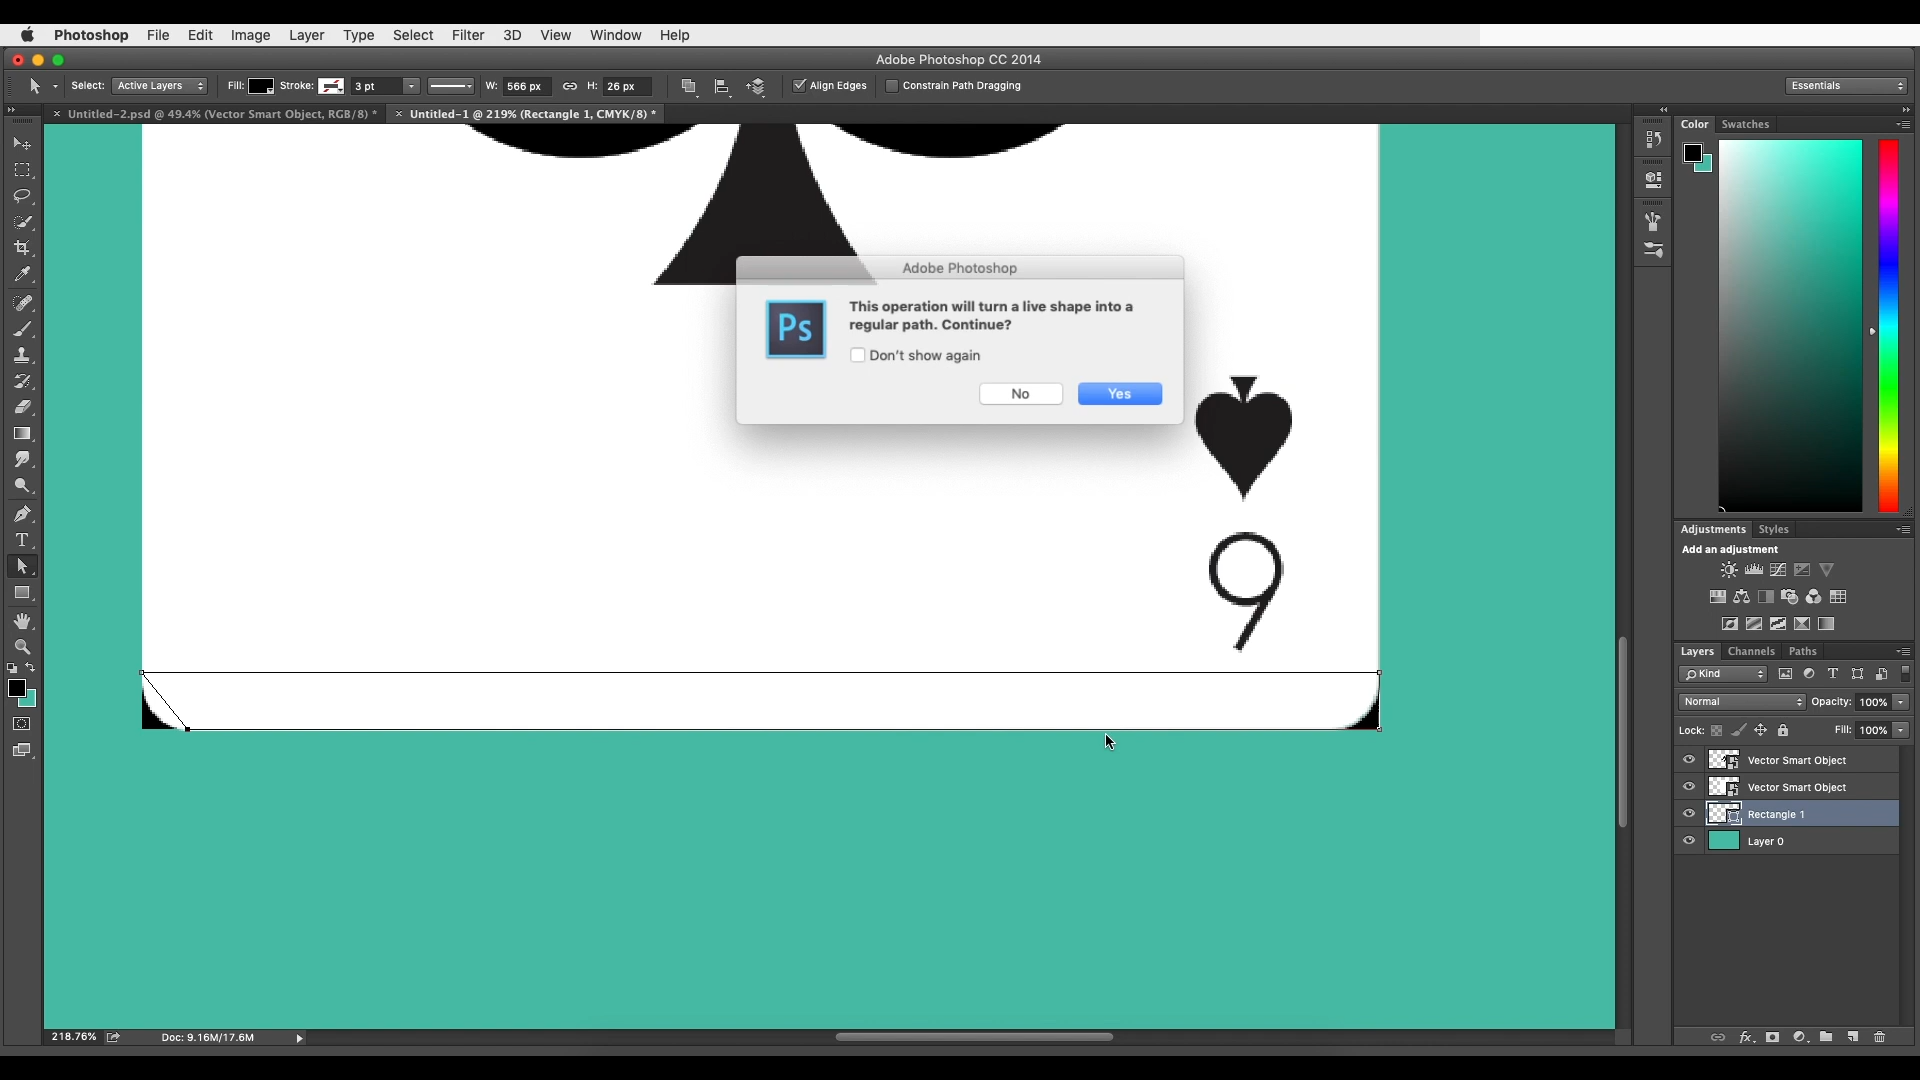 Photoshop File Edit Image Layer Type Select Filter 3D View Window Help
Adobe Photoshop CC 2014
Select: Active Layers Fill: Stroke: 3 pt W: 566 px H: 26 px Align Edges Constrain Path Dragging Essentials
Untitled-2.psd @ 49.4% (Vector Smart Object, RGB/8) * Untitled-1 @ 219% (Rectangle 1, CMYK/8) *
Color Swatches
Adobe Photoshop
Ps
This operation will turn a live shape into a
regular path. Continue?
Don't show again
No Yes
9
Adjustments Styles
Add an adjustment
Layers Channels Paths
Kind
Normal Opacity: 100%
Lock: Fill: 100%
Vector Smart Object
Vector Smart Object
Rectangle 1
Layer 0
218.76% Doc: 9.16M/17.6M
fx